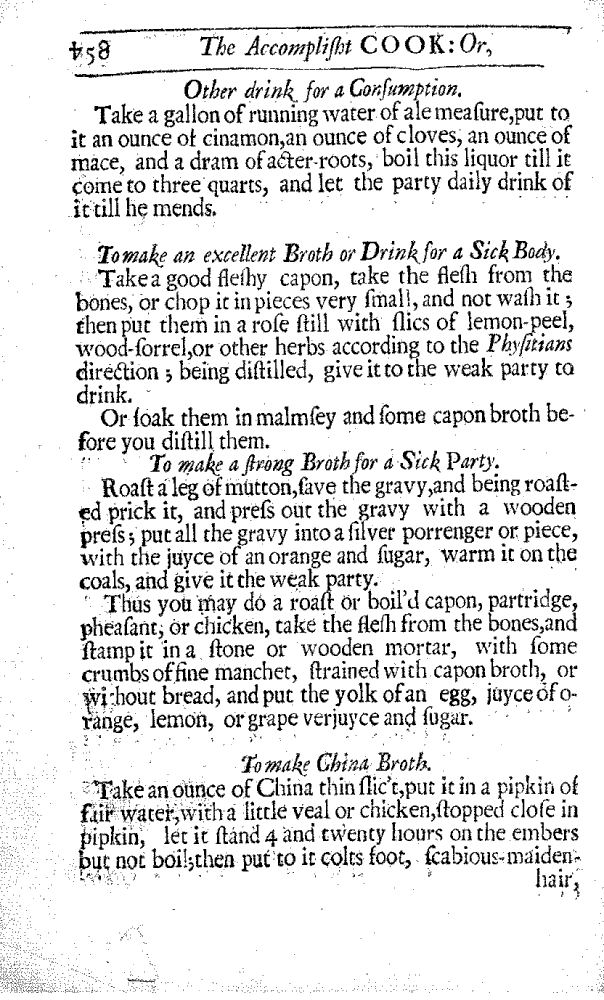 458 The Accompliſht COOK: Or,
Other drink for a Conſumption.
Take a gallon of running water of ale meaſure,put to
it an ounce of cinamon,an ounce of cloves, an ounce of
mace, and a dram of acter-roots, boil this liquor till it
come to three quarts, and let the party daily drink of
it till he mends.
To make an excellent Broth or Drink for a Sick Body.
Take a good fleſhy capon, take the fleſh from the
bones, or chop it in pieces very ſmall, and not waſh it ;
then put them in a roſe ſtill with ſlics of lemon-peel,
wood-ſorrel,or other herbs according to the Phyſitians
direction ; being diſtilled, give it to the weak party to
drink.
Or ſoak them in malmſey and ſome capon broth be-
fore you diſtill them.
To make a ſtrong Broth for a Sick Party.
Roaſt a leg of mutton,ſave the gravy,and being roaſt-
ed prick it, and preſs out the gravy with a wooden
preſs ; put all the gravy into a ſilver porrenger or piece,
with the juyce of an orange and ſugar, warm it on the
coals, and give it the weak party.
Thus you may do a roaſt or boil'd capon, partridge,
pheaſant, or chicken, take the fleſh from the bones,and
ſtamp it in a ſtone or wooden mortar, with ſome
crumbs of fine manchet, ſtrained with capon broth, or
without bread, and put the yolk of an egg, juyce of o-
range, lemon, or grape verjuyce and ſugar.
To make China Broth.
Take an ounce of China thin ſlic't,put it in a pipkin of
fair water,with a little veal or chicken,ſtopped cloſe in
pipkin, let it ſtand 4 and twenty hours on the embers
but not boil;then put to it colts foot, ſcabious-maiden-
hair,